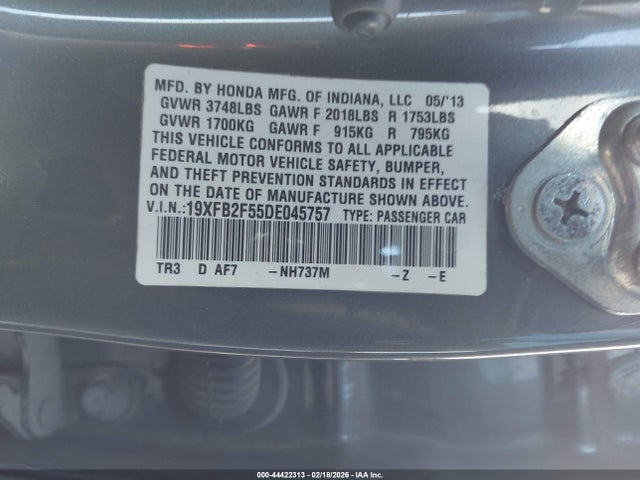 MFD. BY HONDA MFG. OF INDIANA, LLC 05/'13
GVWR 3748LBS GAWR F 2018LBS R 1753LBS
GVWR 1700KG GAWR F 915KG R 795KG
THIS VEHICLE CONFORMS TO ALL APPLICABLE
FEDERAL MOTOR VEHICLE SAFETY, BUMPER,
AND THEFT PREVENTION STANDARDS IN EFFECT
ON THE DATE OF MANUFACTURE SHOWN ABOVE.
V.I.N.:19XFB2F55DE045757 TYPE: PASSENGER CAR
TR3 D AF7 -NH737M -Z -E
000-44422313 - 02/18/2026 - IAA Inc.